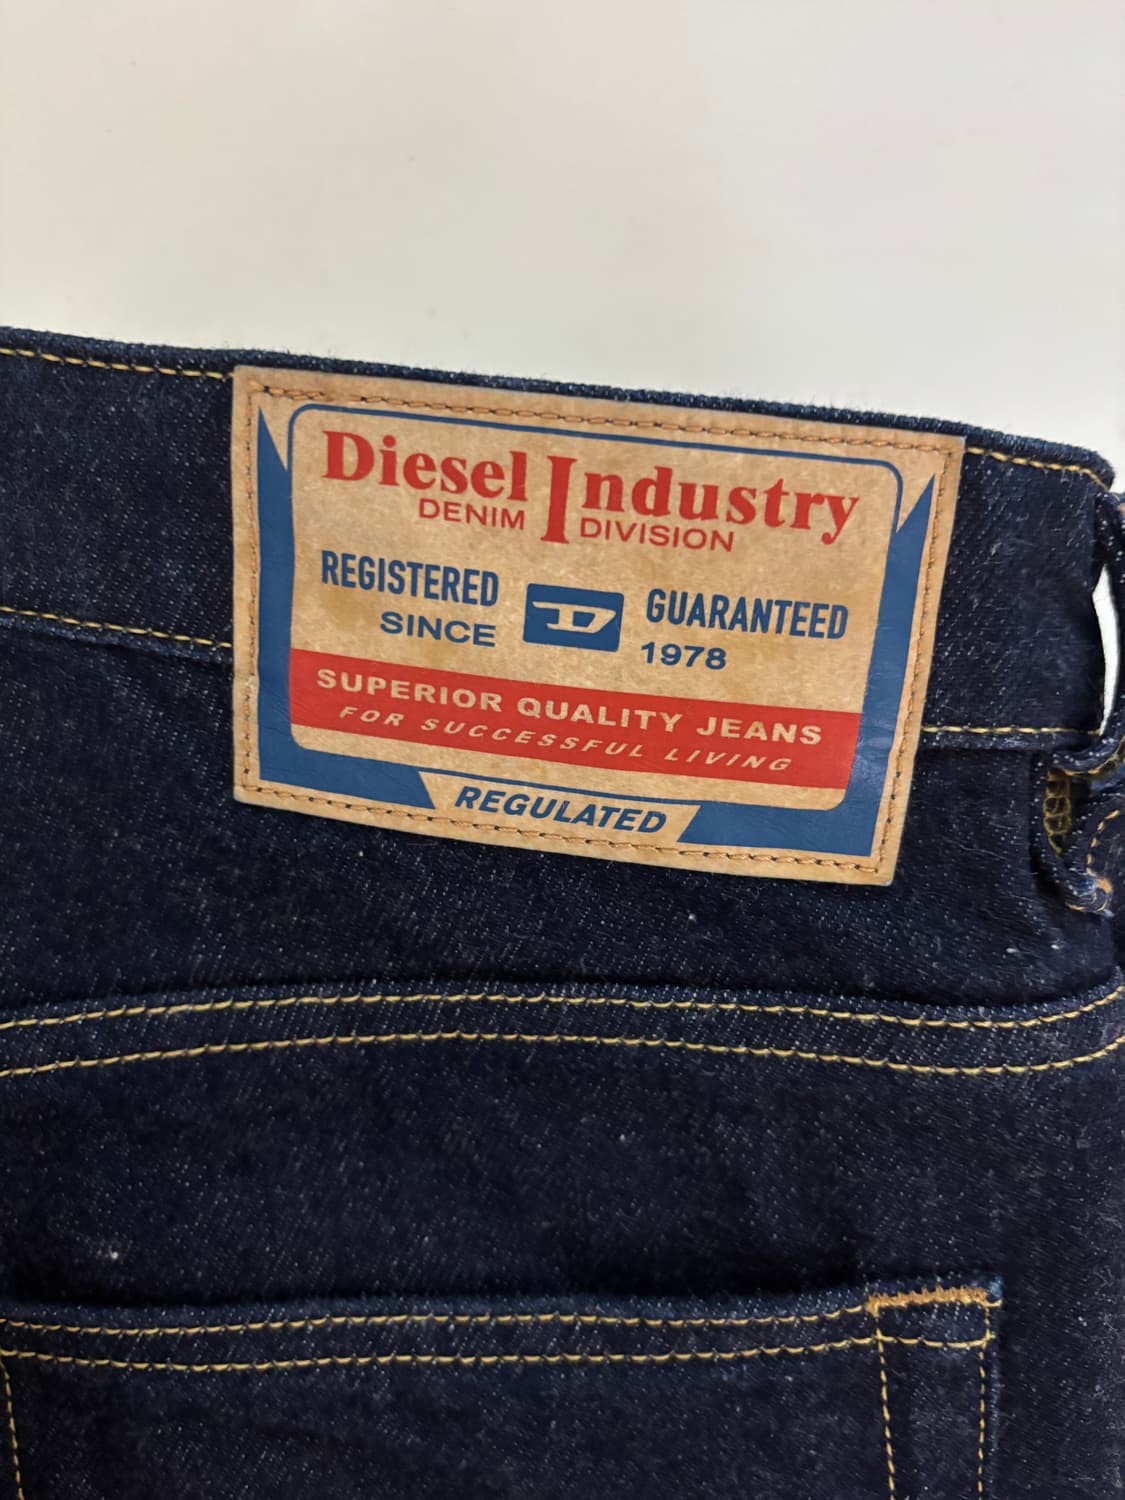 Diesel Industry
DENIM DIVISION
REGISTERED D GUARANTEED
SINCE 1978
SUPERIOR QUALITY JEANS
FOR SUCCESSFUL LIVING
REGULATED